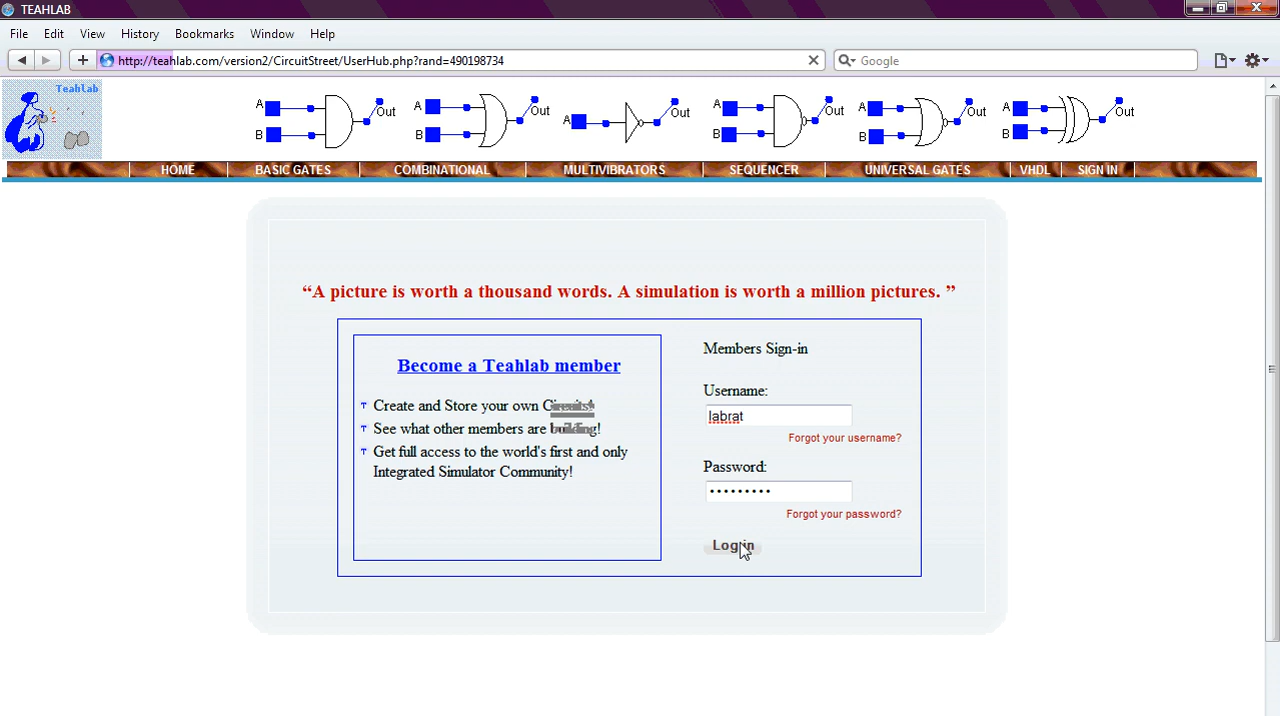 TEAHLAB
File Edit View History Bookmarks Window Help
http://teahlab.com/version2/CircuitStreet/UserHub.php?rand=490198734
Google
Teahlab
A B Out
A B Out
A Out
A B Out
A B Out
A B Out
HOME BASIC GATES COMBINATIONAL MULTIVIBRATORS SEQUENCER UNIVERSAL GATES VHDL SIGN IN
“A picture is worth a thousand words. A simulation is worth a million pictures. ”
Become a Teahlab member
Create and Store your own Circuits!
See what other members are building!
Get full access to the world's first and only
Integrated Simulator Community!
Members Sign-in
Username:
labrat
Forgot your username?
Password:
•••••••••
Forgot your password?
Log in